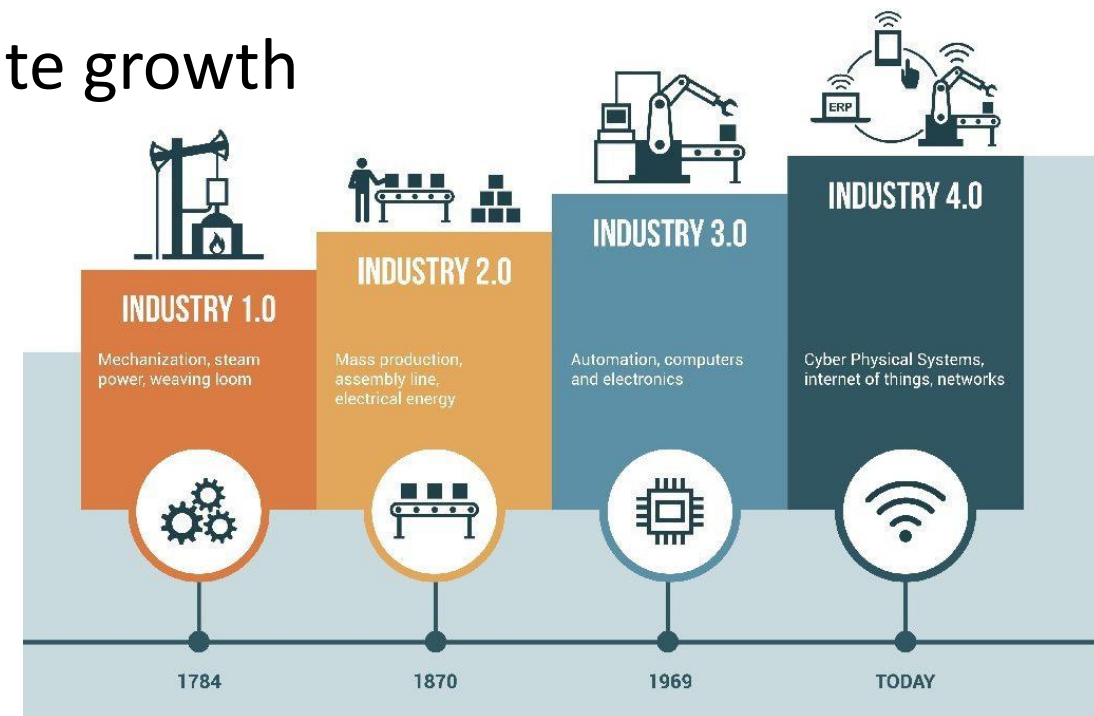 te growth
ERP
INDUSTRY 1.0
Mechanization, steam
power, weaving loom
INDUSTRY 2.0
Mass production,
assembly line,
electrical energy
INDUSTRY 3.0
Automation, computers
and electronics
INDUSTRY 4.0
Cyber Physical Systems,
internet of things, networks
1784
1870
1969
TODAY